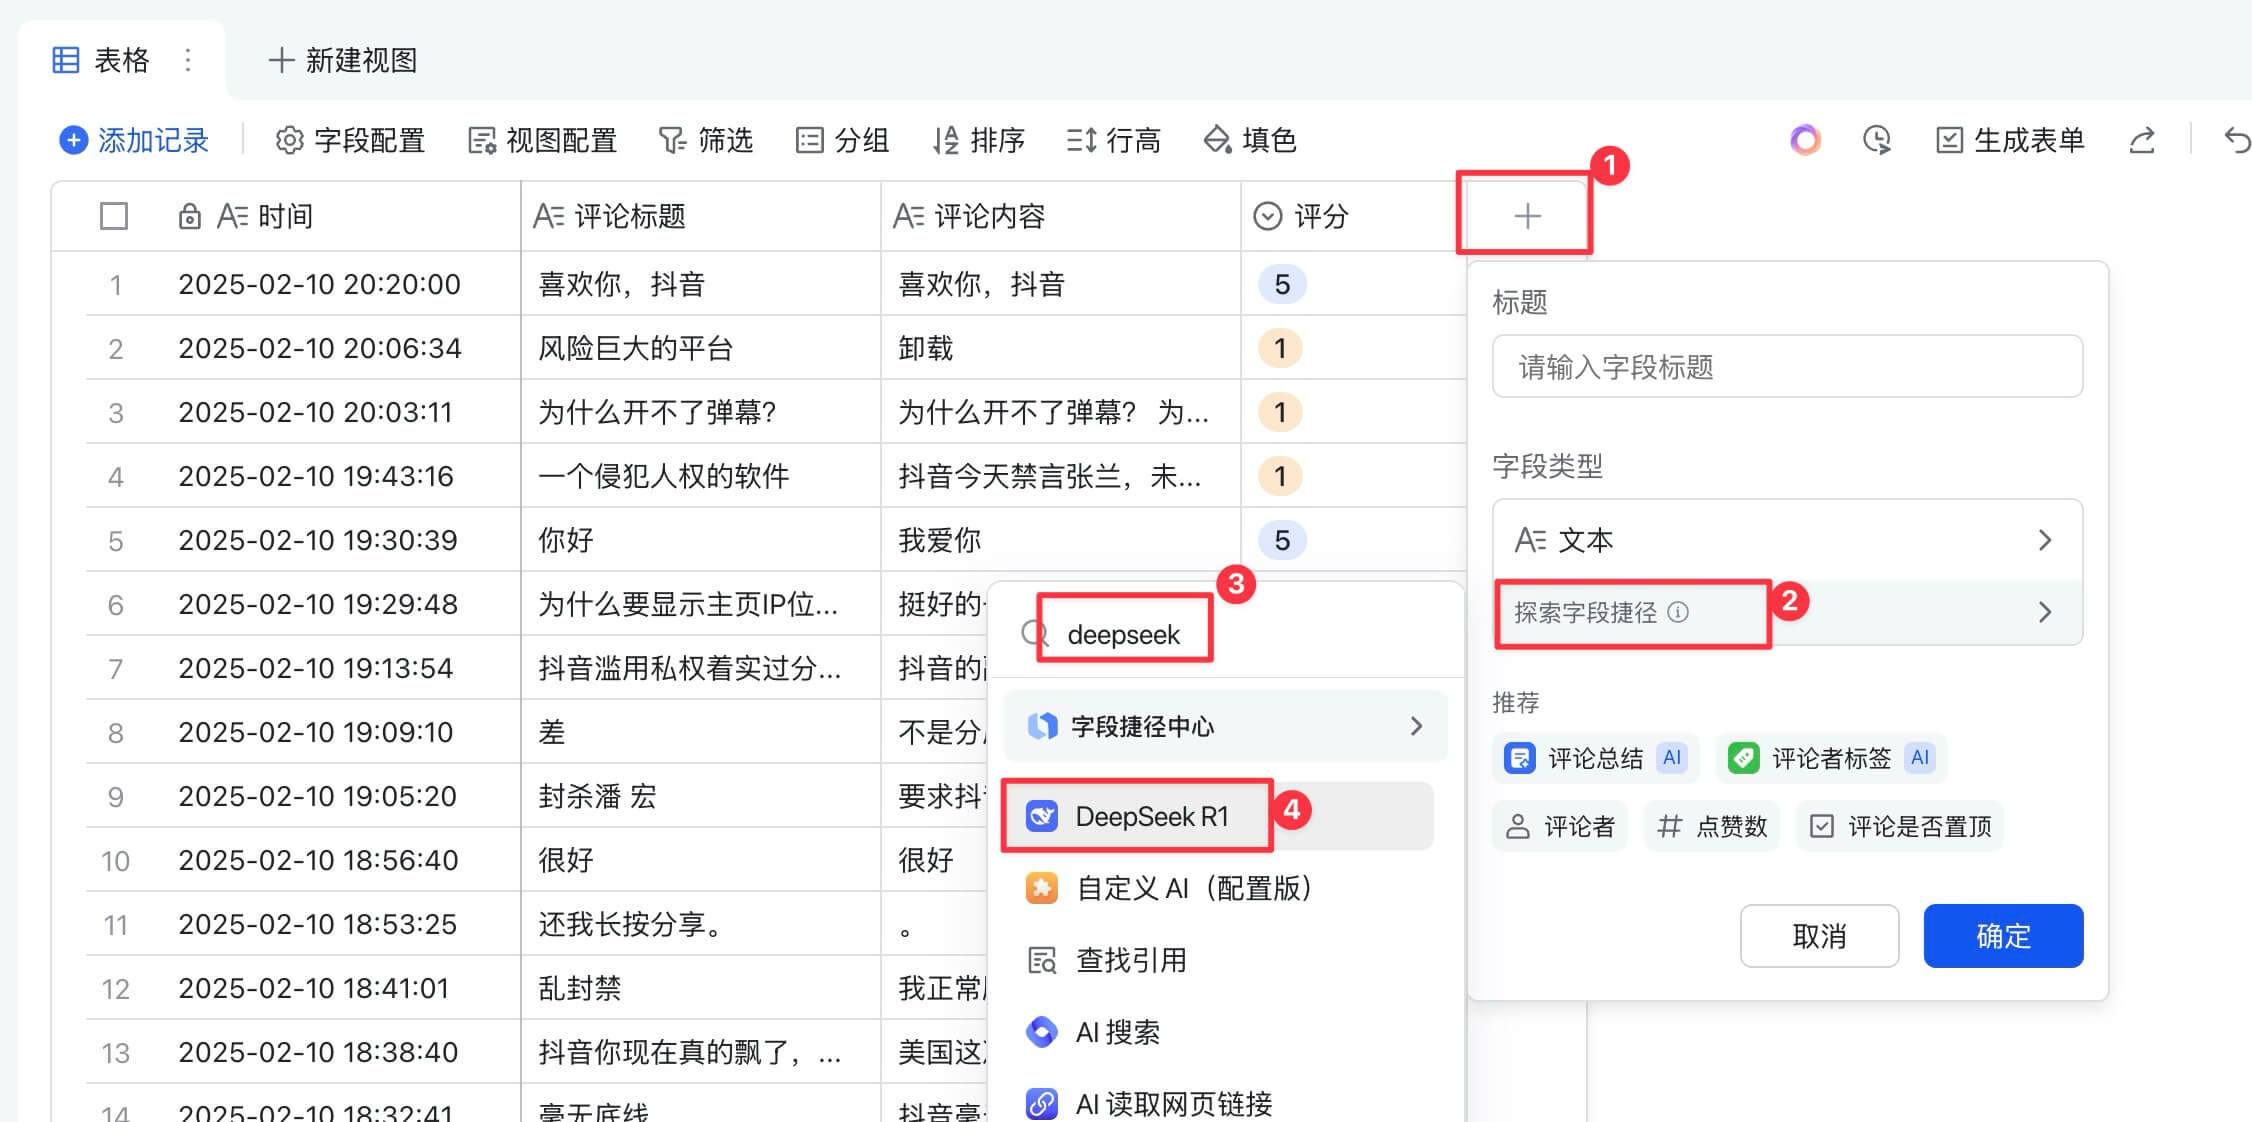 表格
新建视图
添加记录 字段配置 视图配置 筛选 分组 排序 行高 填色 生成表单
时间 评论标题 评论内容 评分
1
1 2025-02-10 20:20:00 喜欢你，抖音 喜欢你，抖音 5
2 2025-02-10 20:06:34 风险巨大的平台 卸载 1
3 2025-02-10 20:03:11 为什么开不了弹幕？ 为什么开不了弹幕？ 为... 1
4 2025-02-10 19:43:16 一个侵犯人权的软件 抖音今天禁言张兰，未... 1
5 2025-02-10 19:30:39 你好 我爱你 5
6 2025-02-10 19:29:48 为什么要显示主页IP位... 挺好的
7 2025-02-10 19:13:54 抖音滥用私权着实过分... 抖音的
8 2025-02-10 19:09:10 差 不是分
9 2025-02-10 19:05:20 封杀潘 宏 要求抖
10 2025-02-10 18:56:40 很好 很好
11 2025-02-10 18:53:25 还我长按分享。 。
12 2025-02-10 18:41:01 乱封禁 我正常
13 2025-02-10 18:38:40 抖音你现在真的飘了，... 美国这
14 2025-02-10 18:32:41 毫无底线 抖音毫
标题
请输入字段标题
字段类型
文本
探索字段捷径
2
推荐
评论总结 AI 评论者标签 AI
评论者 点赞数 评论是否置顶
取消 确定
3
deepseek
字段捷径中心
DeepSeek R1
4
自定义 AI（配置版）
查找引用
AI 搜索
AI 读取网页链接